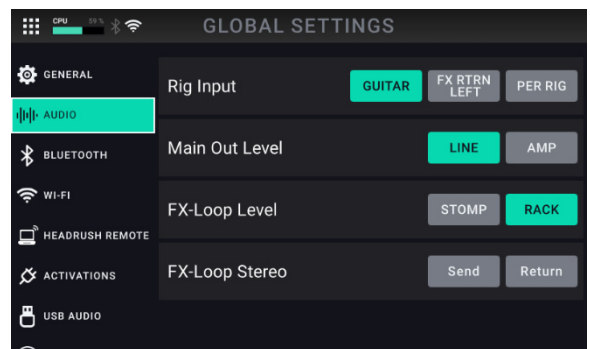 CPU 59 % GLOBAL SETTINGS
GENERAL
AUDIO
BLUETOOTH
WI-FI
HEADRUSH REMOTE
ACTIVATIONS
USB AUDIO
Rig Input GUITAR FX RTRN LEFT PER RIG
Main Out Level LINE AMP
FX-Loop Level STOMP RACK
FX-Loop Stereo Send Return